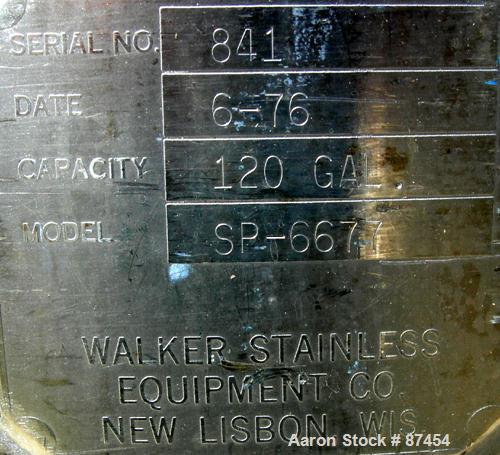 SERIAL NO. 841
DATE 6-76
CAPACITY 120 GAL
MODEL SP-6677
WALKER STAINLESS
EQUIPMENT CO.
NEW LISBON, WIS.
Aaron Stock # 87454